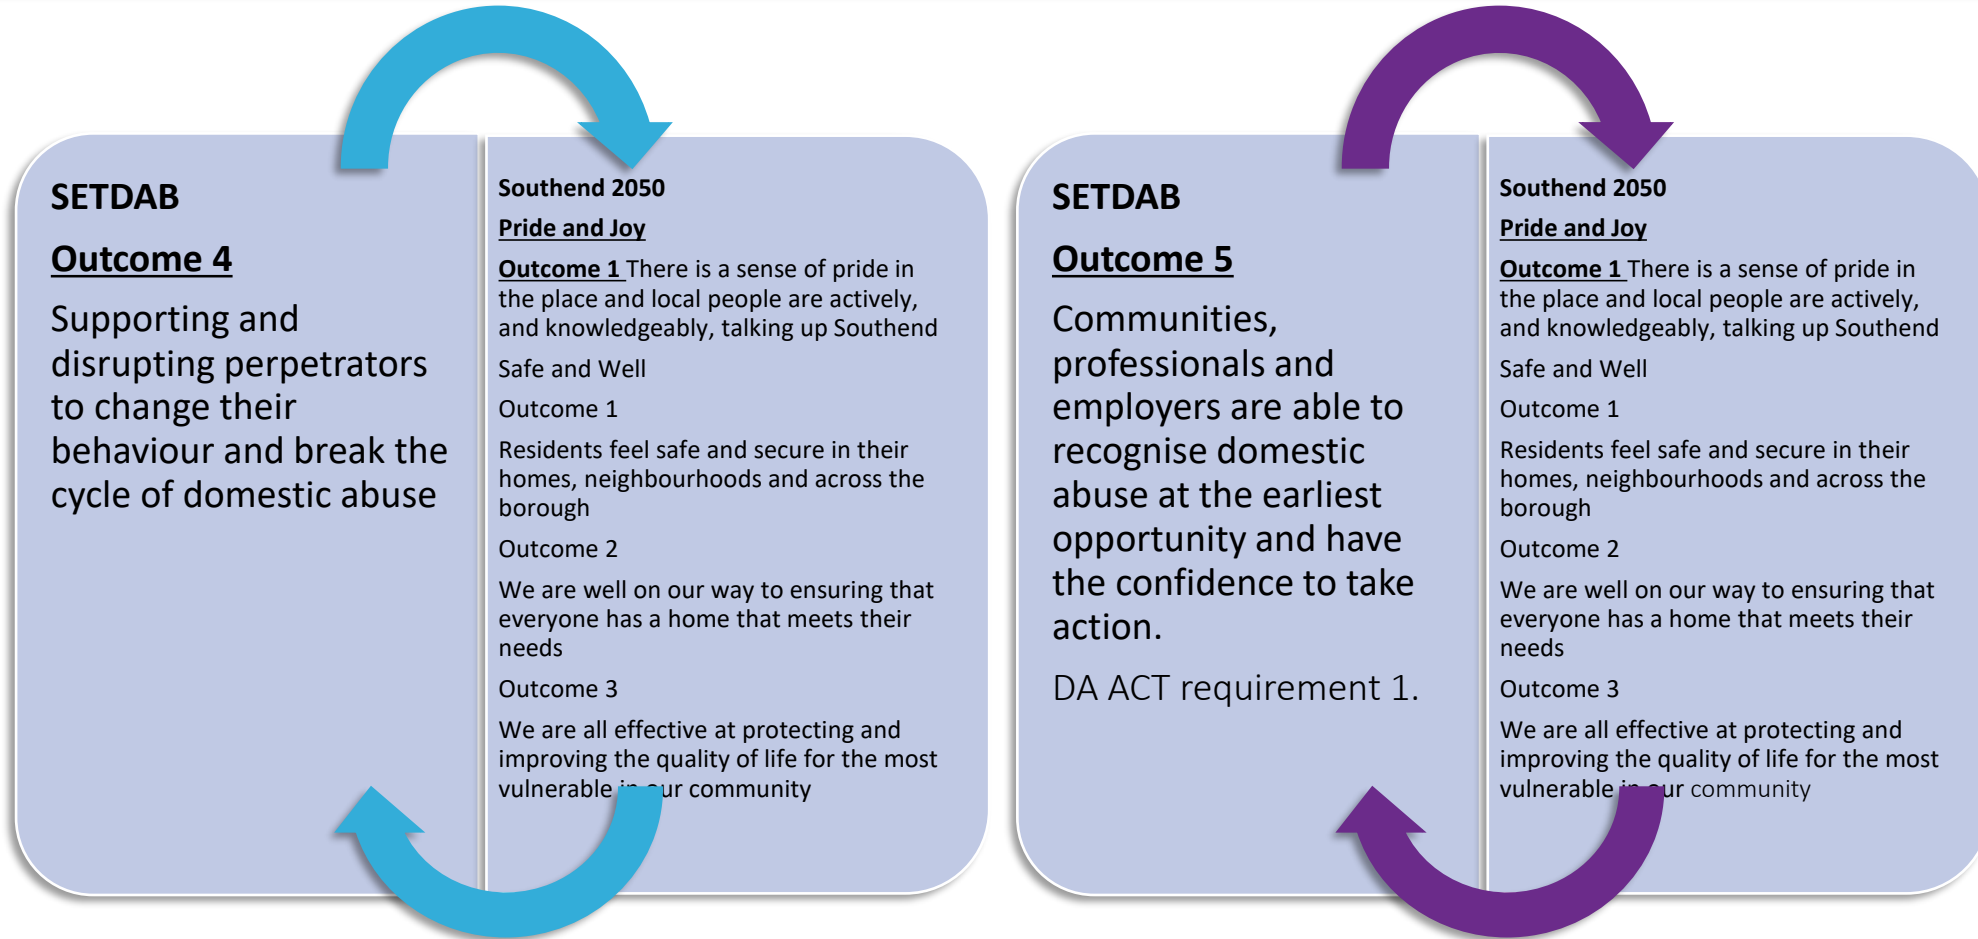 SETDAB
Outcome 4
Supporting and
disrupting perpetrators
to change their
behaviour and break the
cycle of domestic abuse
Southend 2050
Pride and Joy
Outcome 1 There is a sense of pride in
the place and local people are actively,
and knowledgeably, talking up Southend
Safe and Well
Outcome 1
Residents feel safe and secure in their
homes, neighbourhoods and across the
borough
Outcome 2
We are well on our way to ensuring that
everyone has a home that meets their
needs
Outcome 3
We are all effective at protecting and
improving the quality of life for the most
vulnerable in our community
SETDAB
Outcome 5
Communities,
professionals and
employers are able to
recognise domestic
abuse at the earliest
opportunity and have
the confidence to take
action.
DA ACT requirement 1.
Southend 2050
Pride and Joy
Outcome 1 There is a sense of pride in
the place and local people are actively,
and knowledgeably, talking up Southend
Safe and Well
Outcome 1
Residents feel safe and secure in their
homes, neighbourhoods and across the
borough
Outcome 2
We are well on our way to ensuring that
everyone has a home that meets their
needs
Outcome 3
We are all effective at protecting and
improving the quality of life for the most
vulnerable in our community